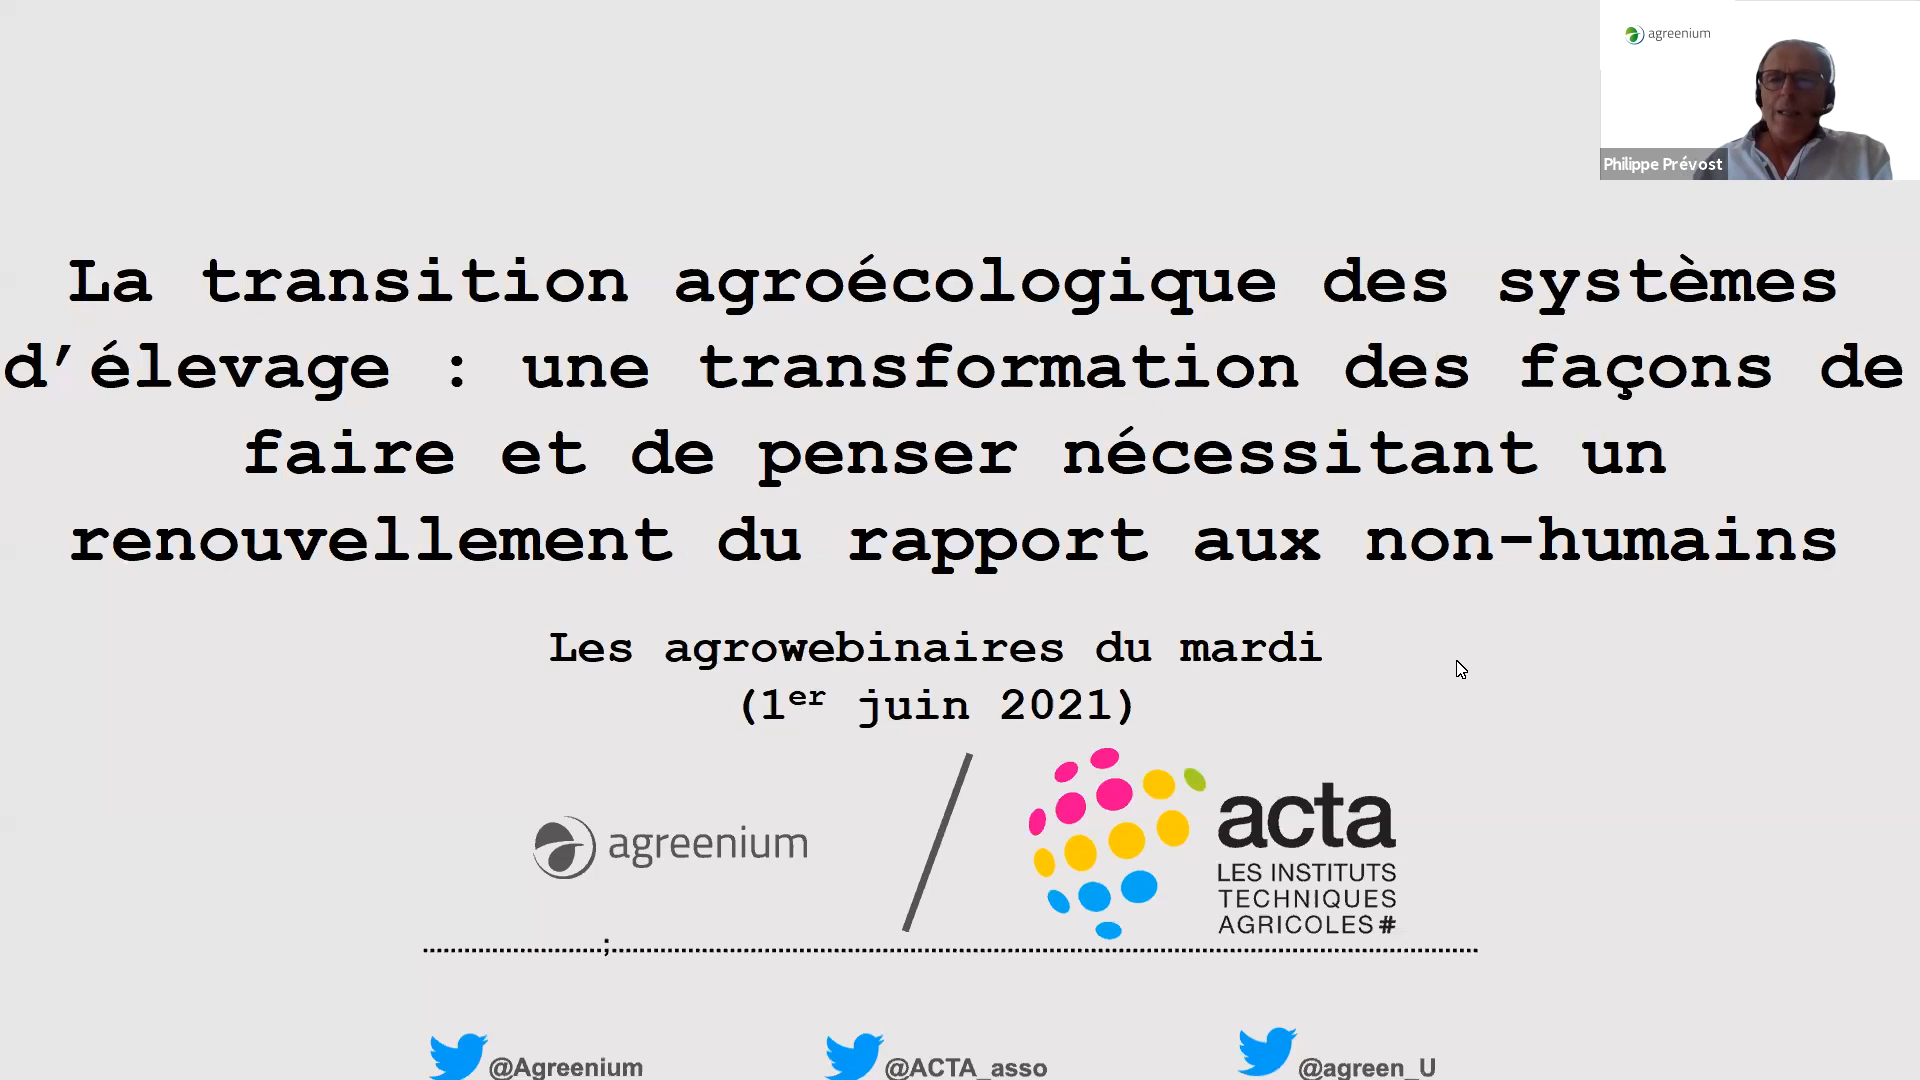 agreenium
Philippe Prévost
La transition agroécologique des systèmes
d’élevage : une transformation des façons de
faire et de penser nécessitant un
renouvellement du rapport aux non-humains
Les agrowebinaires du mardi
(1er juin 2021)
agreenium
acta
LES INSTITUTS
TECHNIQUES
AGRICOLES#
;
@Agreenium
@ACTA_asso
@agreen_U